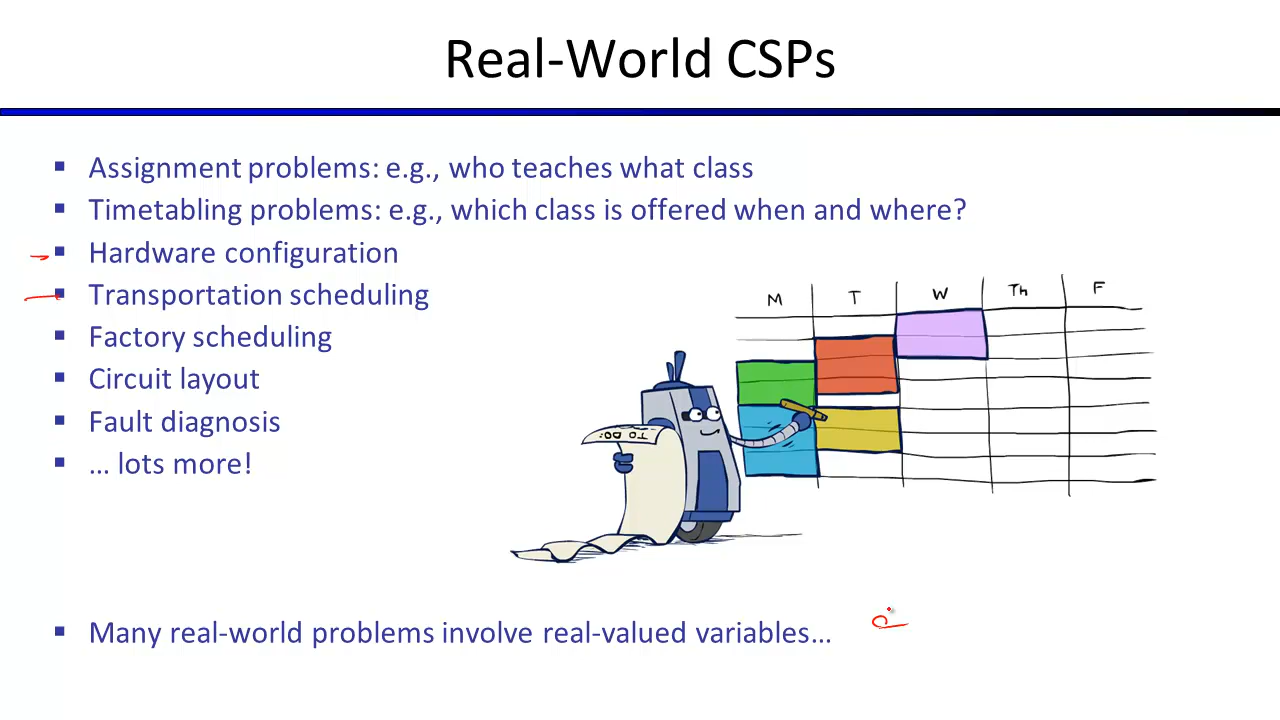 Real-World CSPs
▪ Assignment problems: e.g., who teaches what class
▪ Timetabling problems: e.g., which class is offered when and where?
▪ Hardware configuration
▪ Transportation scheduling
▪ Factory scheduling
▪ Circuit layout
▪ Fault diagnosis
▪ … lots more!
M T W Th F
TO DO:
▪ Many real-world problems involve real-valued variables…